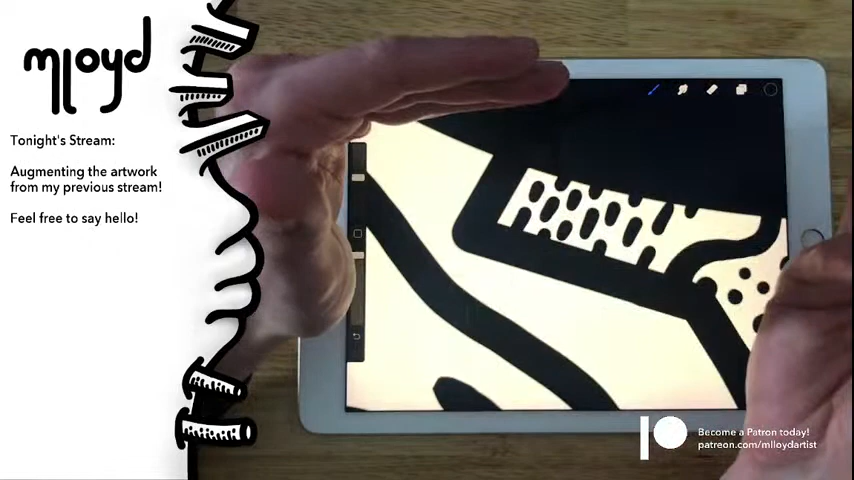 mlloyd
Tonight's Stream:
Augmenting the artwork
from my previous stream!
Feel free to say hello!
Become a Patron today!
patreon.com/mlloydartist